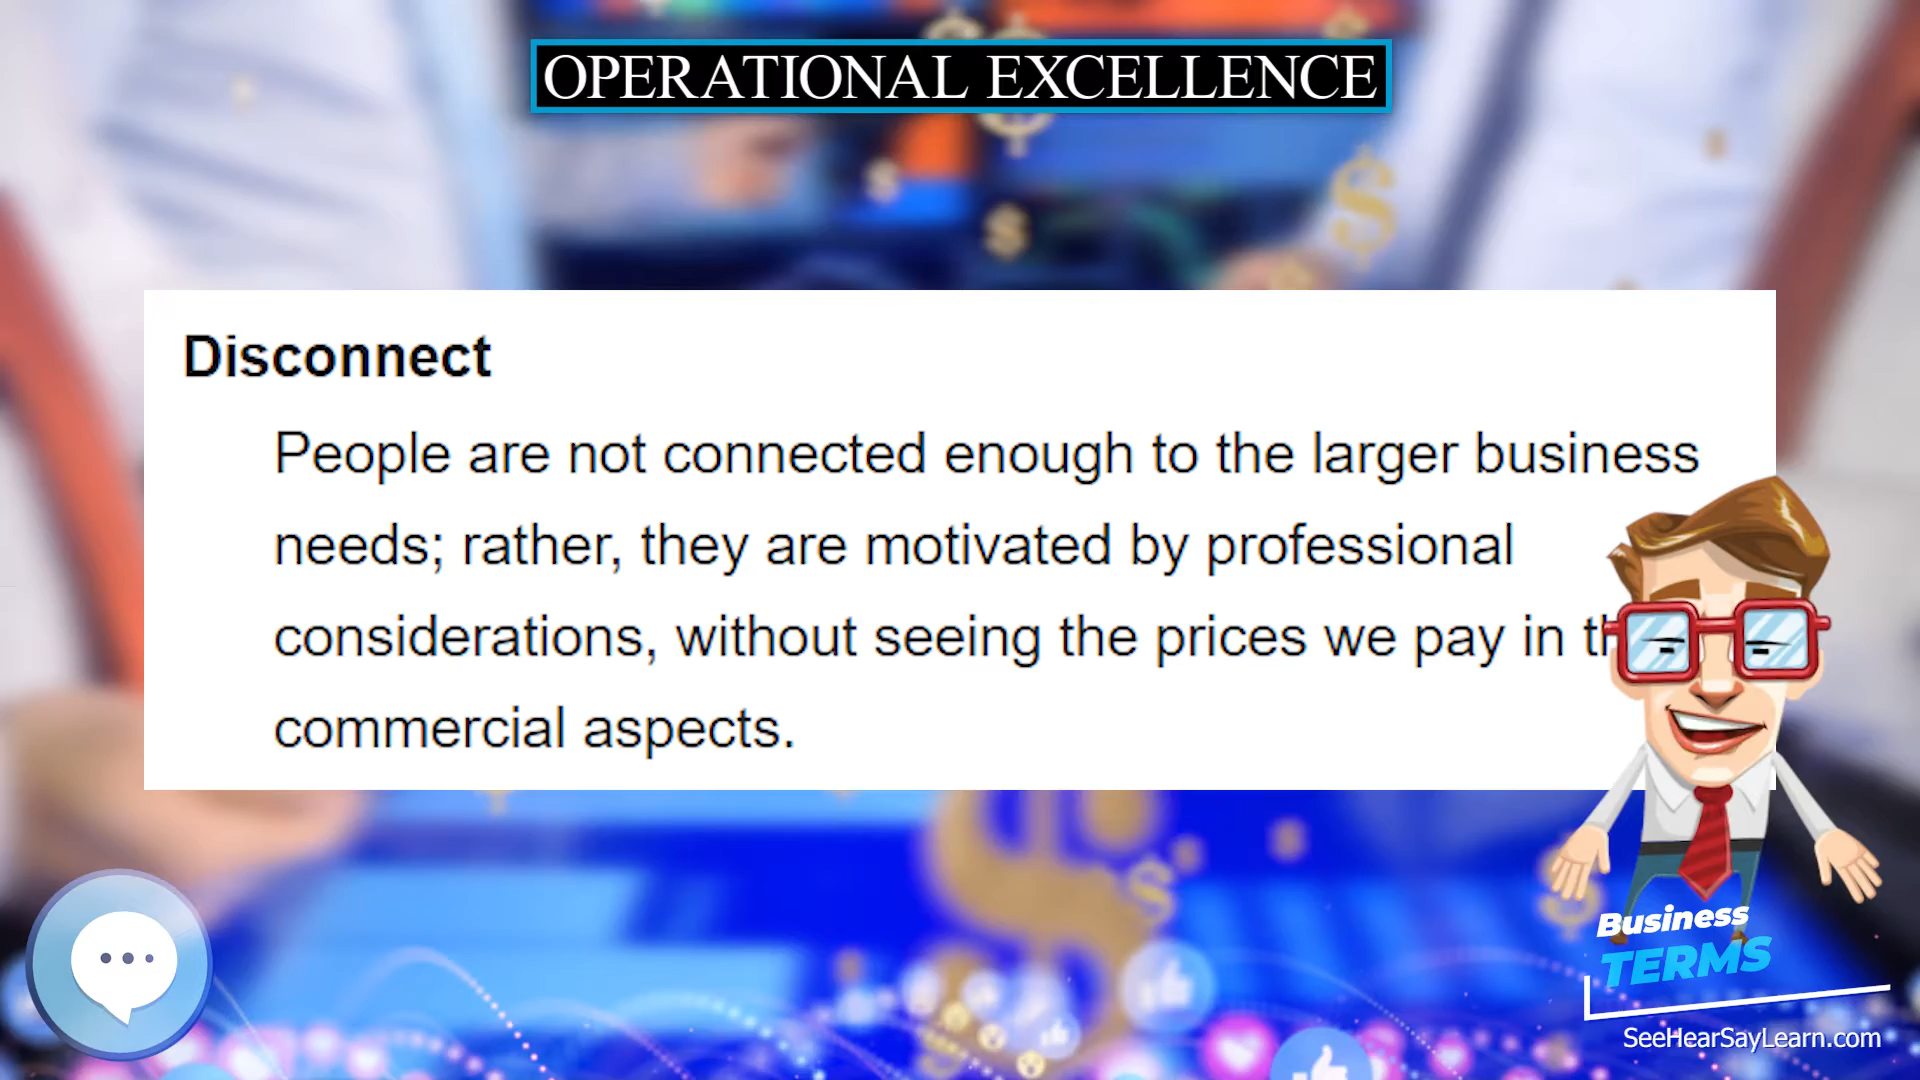 OPERATIONAL EXCELLENCE
Disconnect
People are not connected enough to the larger business
needs; rather, they are motivated by professional
considerations, without seeing the prices we pay in
commercial aspects.
Business
TERMS
SeeHearSayLearn.com